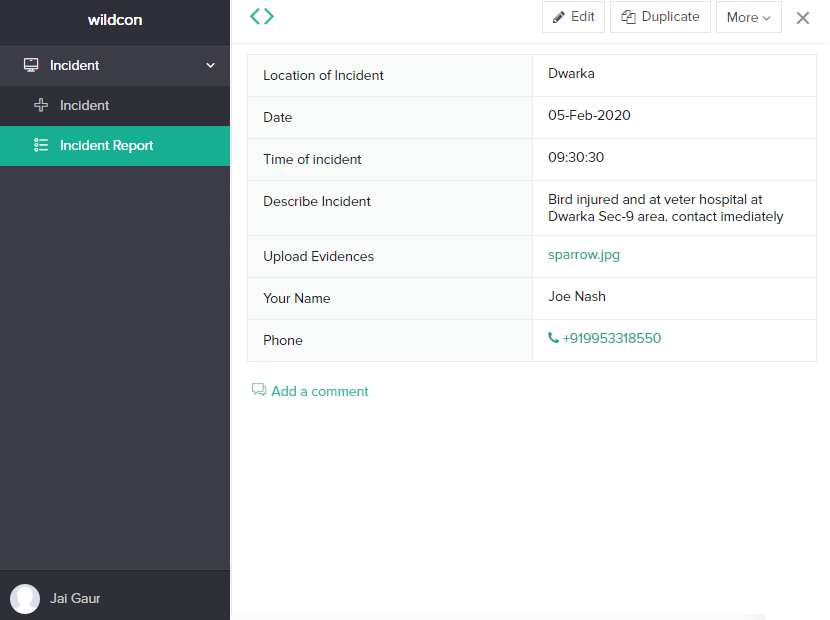 wildcon
Edit
Duplicate
More
Incident
Incident
Incident Report
Location of Incident
Dwarka
Date
05-Feb-2020
Time of incident
09:30:30
Describe Incident
Bird injured and at veter hospital at
Dwarka Sec-9 area. contact imediately
Upload Evidences
sparrow.jpg
Your Name
Joe Nash
Phone
+919953318550
Add a comment
Jai Gaur